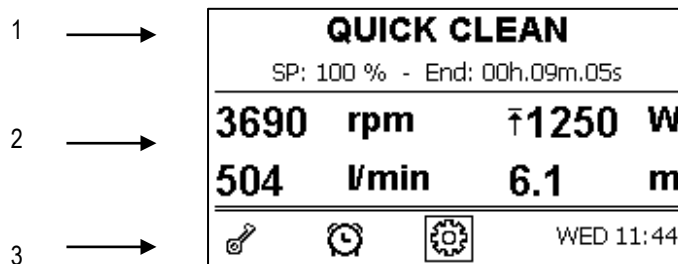 1
QUICK CLEAN
SP: 100 % - End: 00h.09m.05s
2
3690 rpm 1250 W
504 l/min 6.1 m
3
WED 11:44